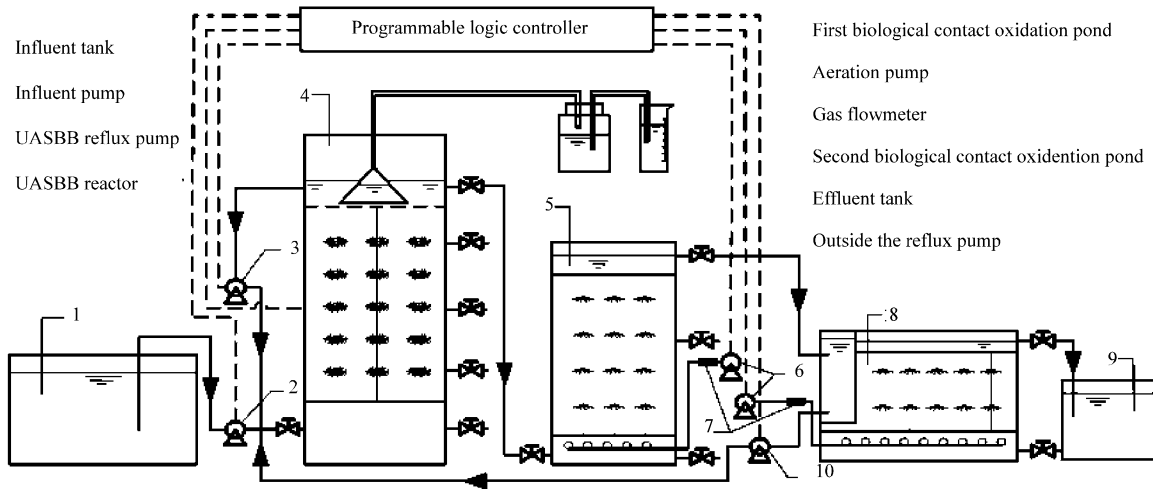 Programmable logic controller
Influent tank
Influent pump
UASBB reflux pump
UASBB reactor
First biological contact oxidation pond
Aeration pump
Gas flowmeter
Second biological contact oxidention pond
Effluent tank
Outside the reflux pump
4
5
3
1
2
6
7
8
9
10